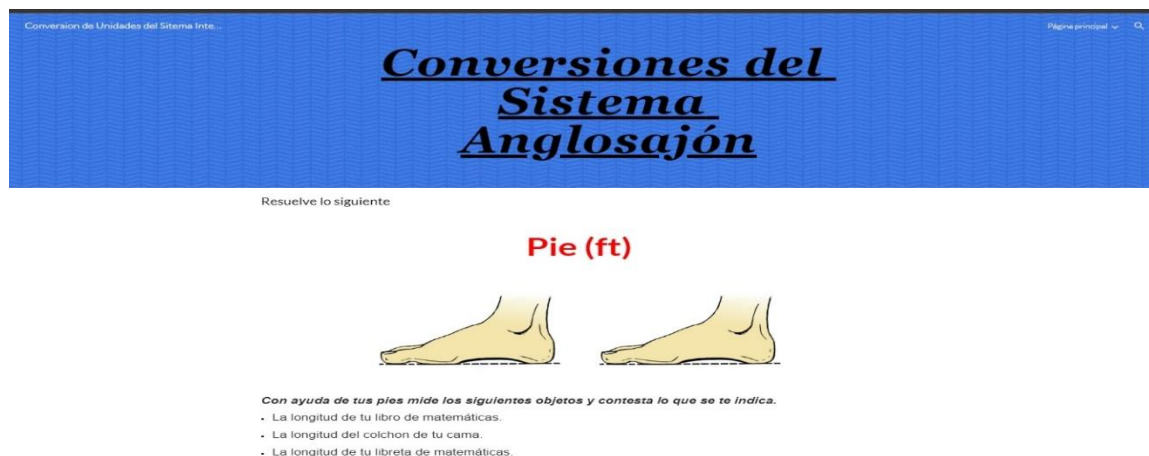 Conversion de Unidades del Sitema Inte...
Página principal
Conversiones del
Sistema
Anglosajón
Resuelve lo siguiente
Pie (ft)
Con ayuda de tus pies mide los siguientes objetos y contesta lo que se te indica.
• La longitud de tu libro de matemáticas.
• La longitud del colchon de tu cama.
• La longitud de tu libreta de matemáticas.